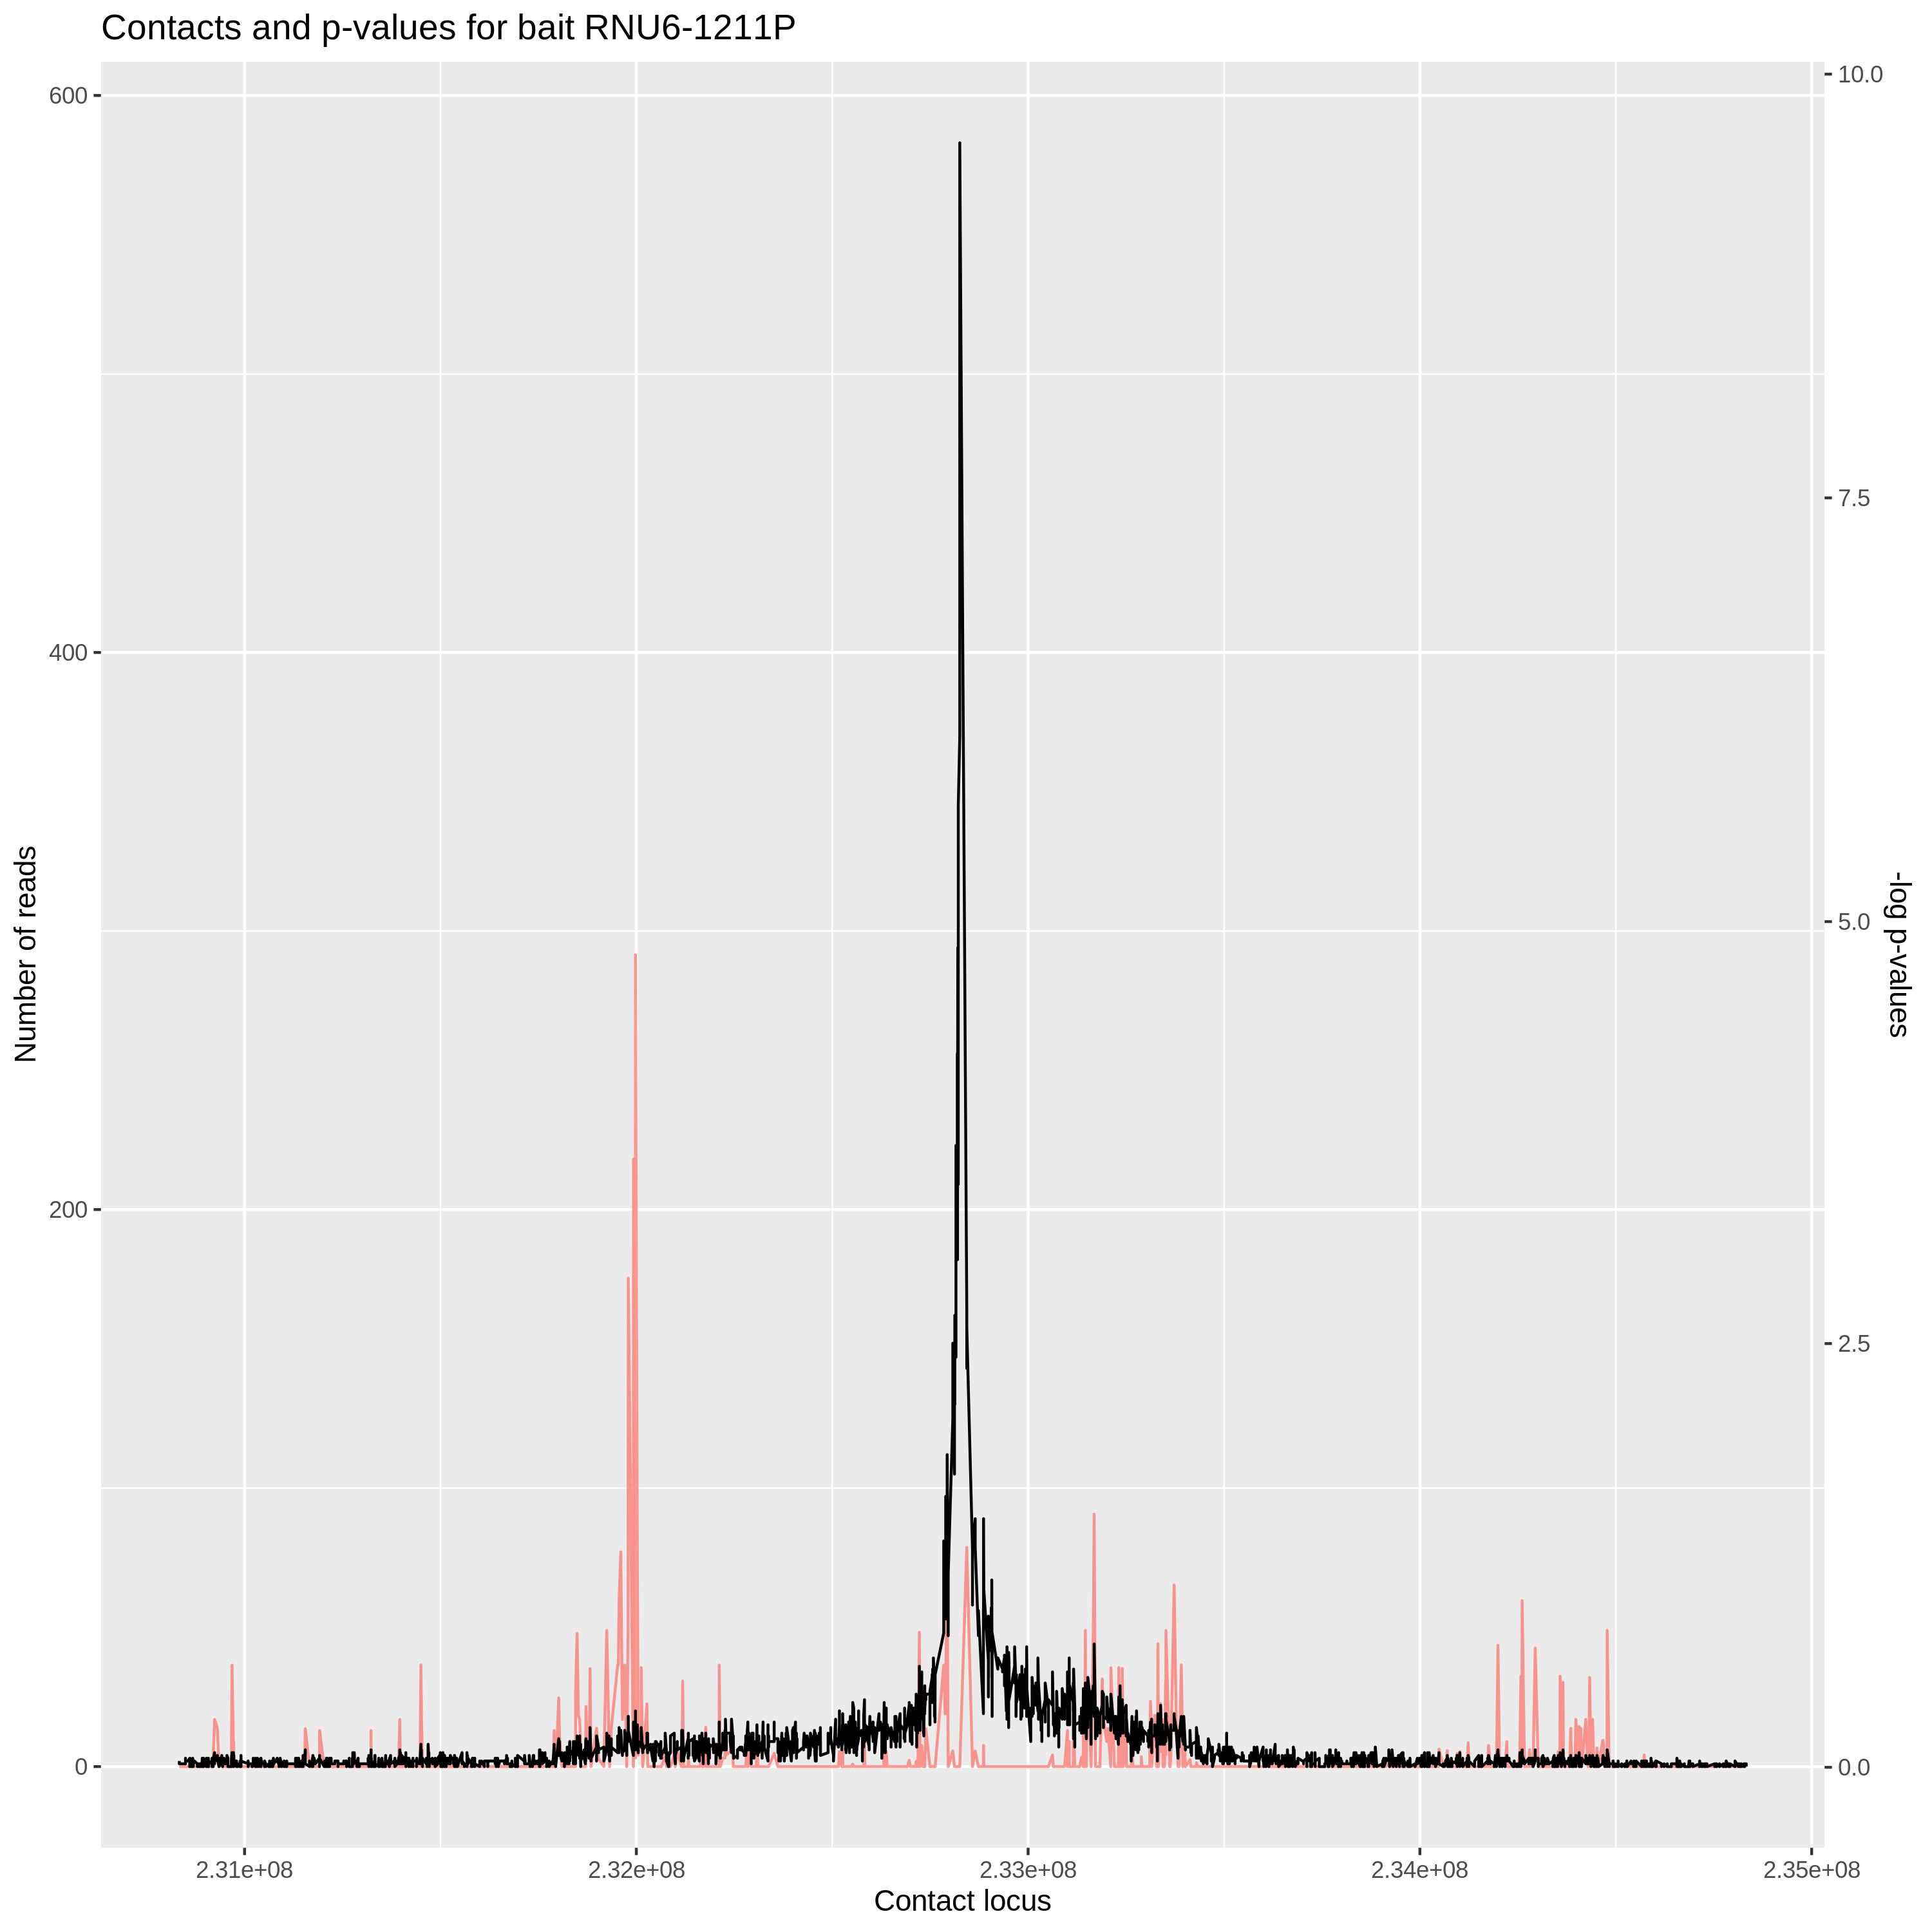 Contacts and p-values for bait RNU6-1211P
600
400
200
0
Number of reads
10.0
7.5
5.0
2.5
0.0
-log p-values
2.31e+08
2.32e+08
2.33e+08
2.34e+08
2.35e+08
Contact locus